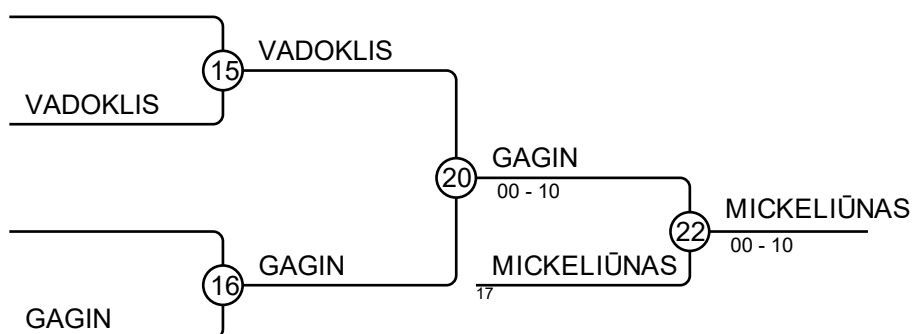 VADOKLIS
15
VADOKLIS
GAGIN
20
00 - 10
MICKELIŪNAS
22
00 - 10
GAGIN
16
MICKELIŪNAS
17
GAGIN